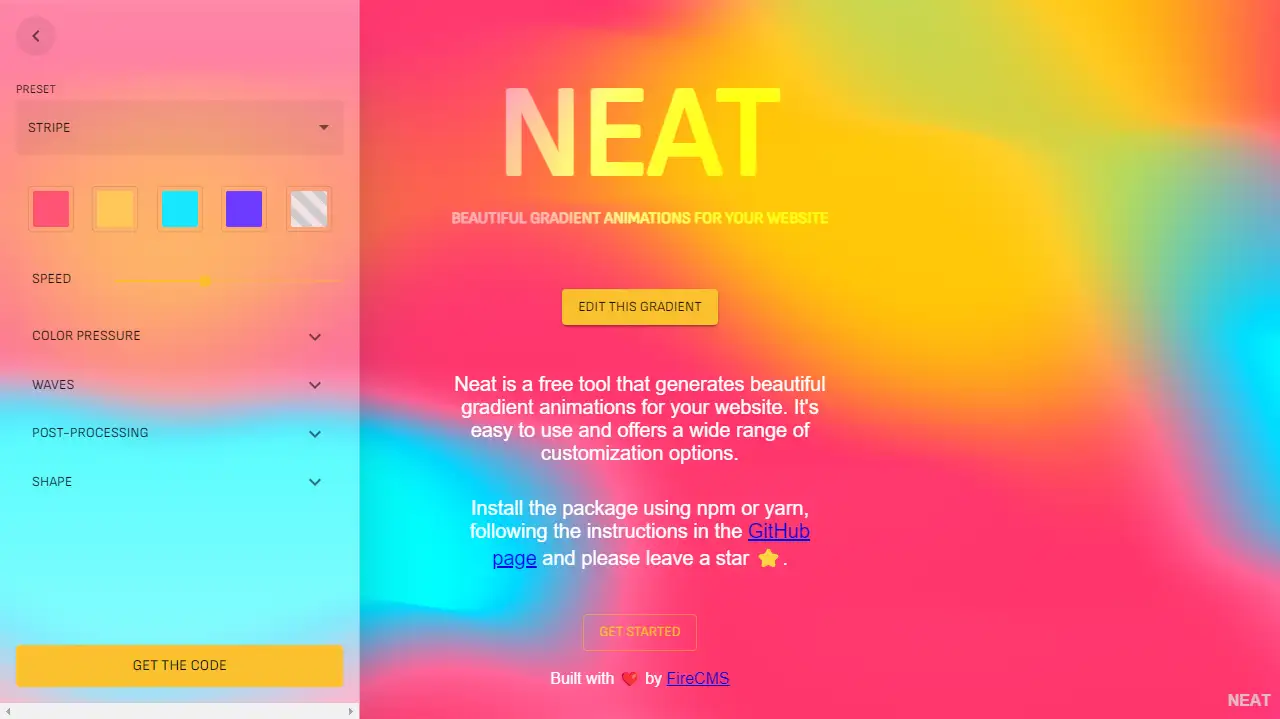 PRESET
STRIPE
SPEED
COLOR PRESSURE
WAVES
POST-PROCESSING
SHAPE
GET THE CODE
NEAT
BEAUTIFUL GRADIENT ANIMATIONS FOR YOUR WEBSITE
EDIT THIS GRADIENT
Neat is a free tool that generates beautiful
gradient animations for your website. It's
easy to use and offers a wide range of
customization options.
Install the package using npm or yarn,
following the instructions in the GitHub
page and please leave a star ⭐.
GET STARTED
Built with ❤️ by FireCMS
NEAT